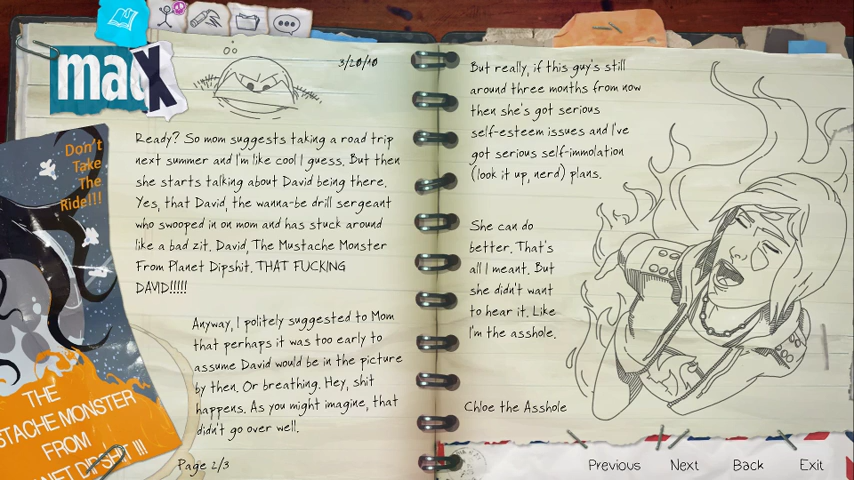 max
3/20/10
Don't
Take
The
Ride!!!
Ready? So mom suggests taking a road trip
next summer and I'm like cool I guess. But then
she starts talking about David being there.
Yes, that David, the wanna-be drill sergeant
who swooped in on mom and has stuck around
like a bad zit. David, The Mustache Monster
From Planet Dipshit. THAT FUCKING
DAVID!!!!!
Anyway, I politely suggested to Mom
that perhaps it was too early to
assume David would be in the picture
by then. Or breathing. Hey, shit
happens. As you might imagine, that
didn't go over well.
THE
STACHE MONSTER
FROM
NET DIPSHIT !!!
Page 2/3
But really, if this guy's still
around three months from now
then she's got serious
self-esteem issues and I've
got serious self-immolation
(look it up, nerd) plans.
She can do
better. That's
all I meant. But
she didn't want
to hear it. Like
I'm the asshole.
Chloe the Asshole
Previous Next Back Exit